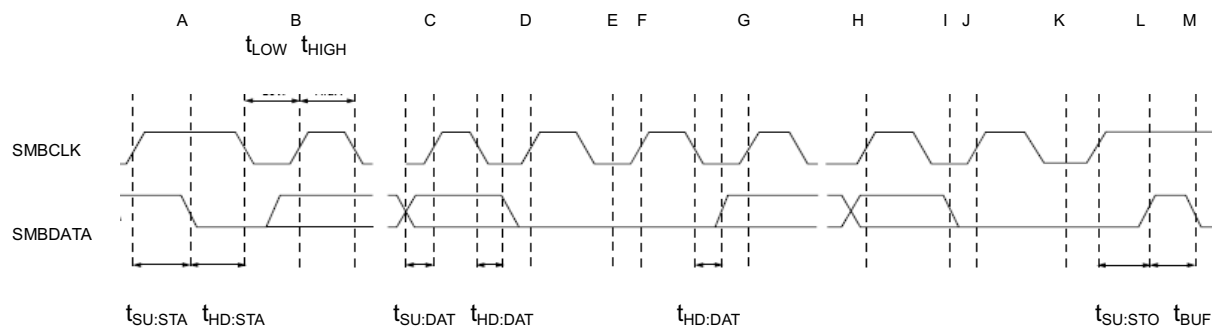 A B C D E F G H I J K L M
tLOW tHIGH
SMBCLK
SMBDATA
tSU:STA tHD:STA tSU:DAT tHD:DAT tHD:DAT tSU:STO tBUF